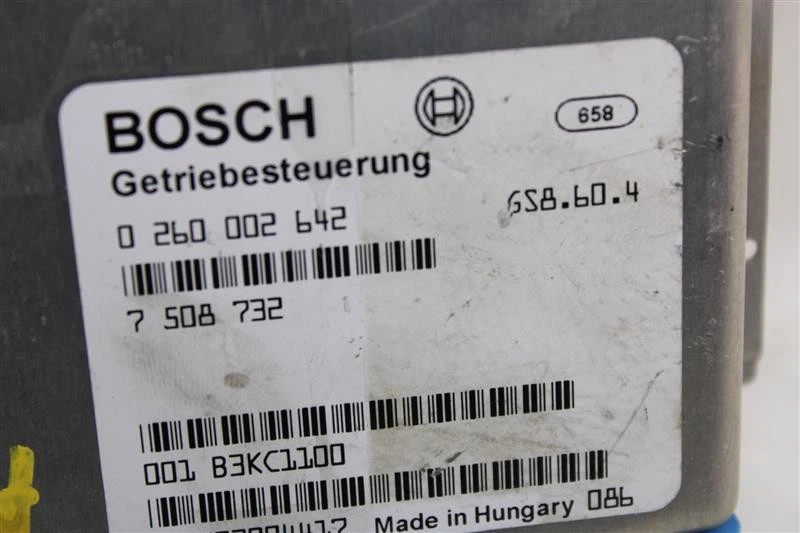 BOSCH 658
Getriebesteuerung
0 260 002 642 GS8.60.4
7 508 732
001 B3KC1100
Made in Hungary 086